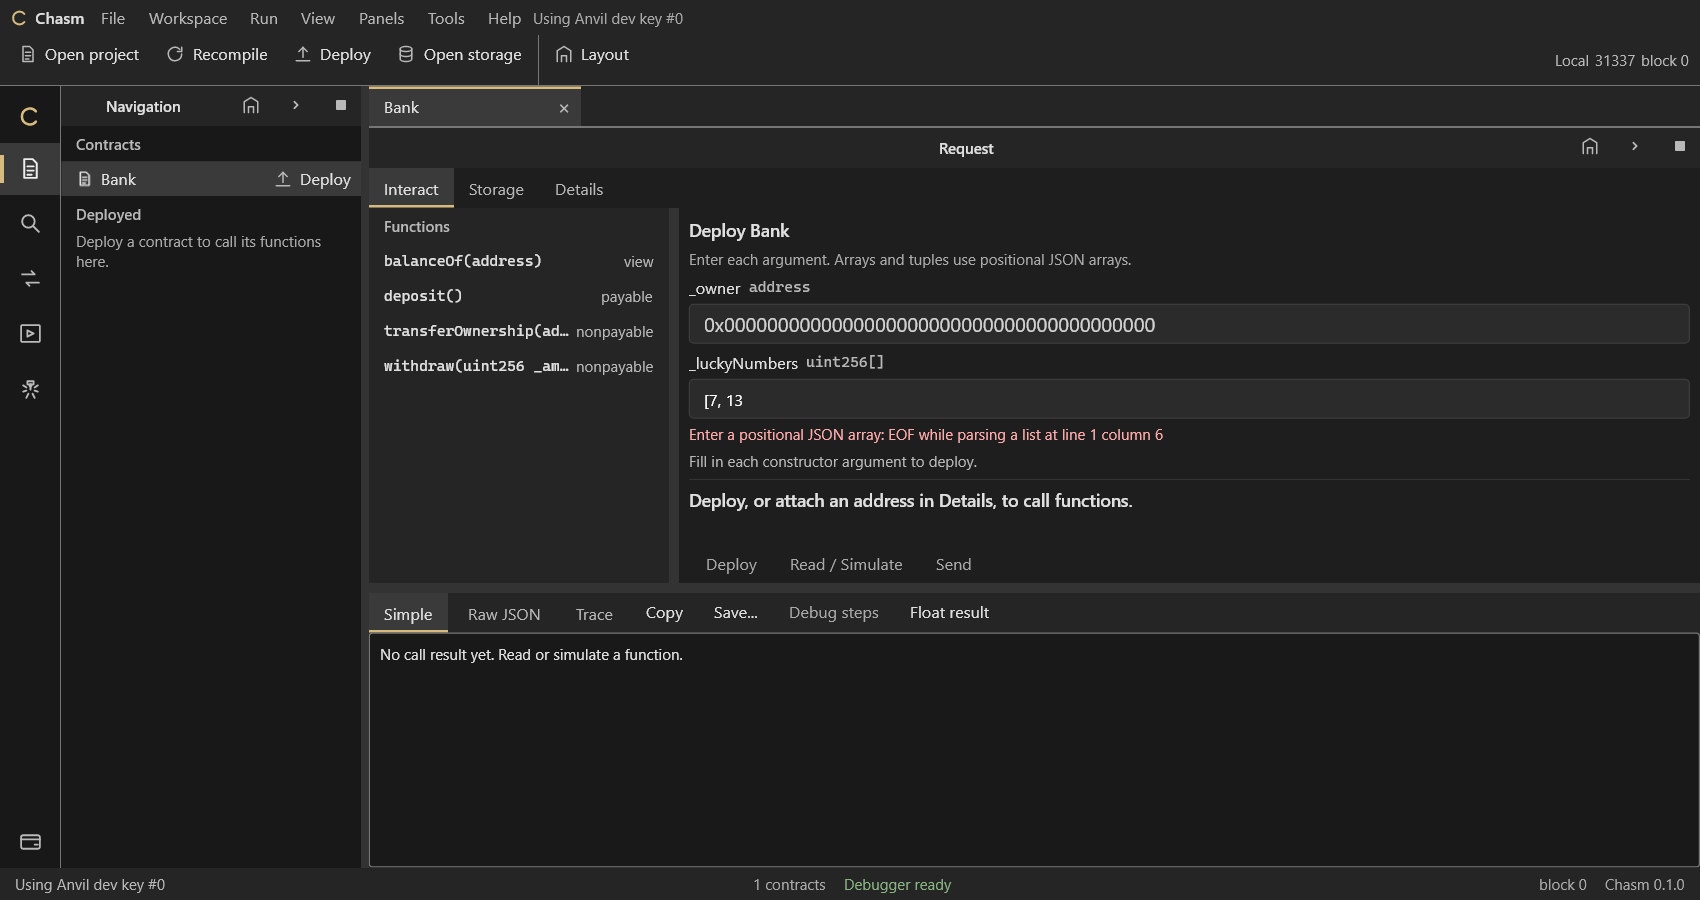 Chasm File Workspace Run View Panels Tools Help Using Anvil dev key #0
Open project Recompile Deploy Open storage Layout
Local 31337 block 0
Navigation
Contracts
Bank Deploy
Deployed
Deploy a contract to call its functions
here.
Bank
Request
Interact Storage Details
Functions
balanceOf(address) view
deposit() payable
transferOwnership(ad… nonpayable
withdraw(uint256 _am… nonpayable
Deploy Bank
Enter each argument. Arrays and tuples use positional JSON arrays.
_owner address
0x0000000000000000000000000000000000000000
_luckyNumbers uint256[]
[7, 13
Enter a positional JSON array: EOF while parsing a list at line 1 column 6
Fill in each constructor argument to deploy.
Deploy, or attach an address in Details, to call functions.
Deploy Read / Simulate Send
Simple Raw JSON Trace Copy Save... Debug steps Float result
No call result yet. Read or simulate a function.
Using Anvil dev key #0
1 contracts Debugger ready
block 0 Chasm 0.1.0